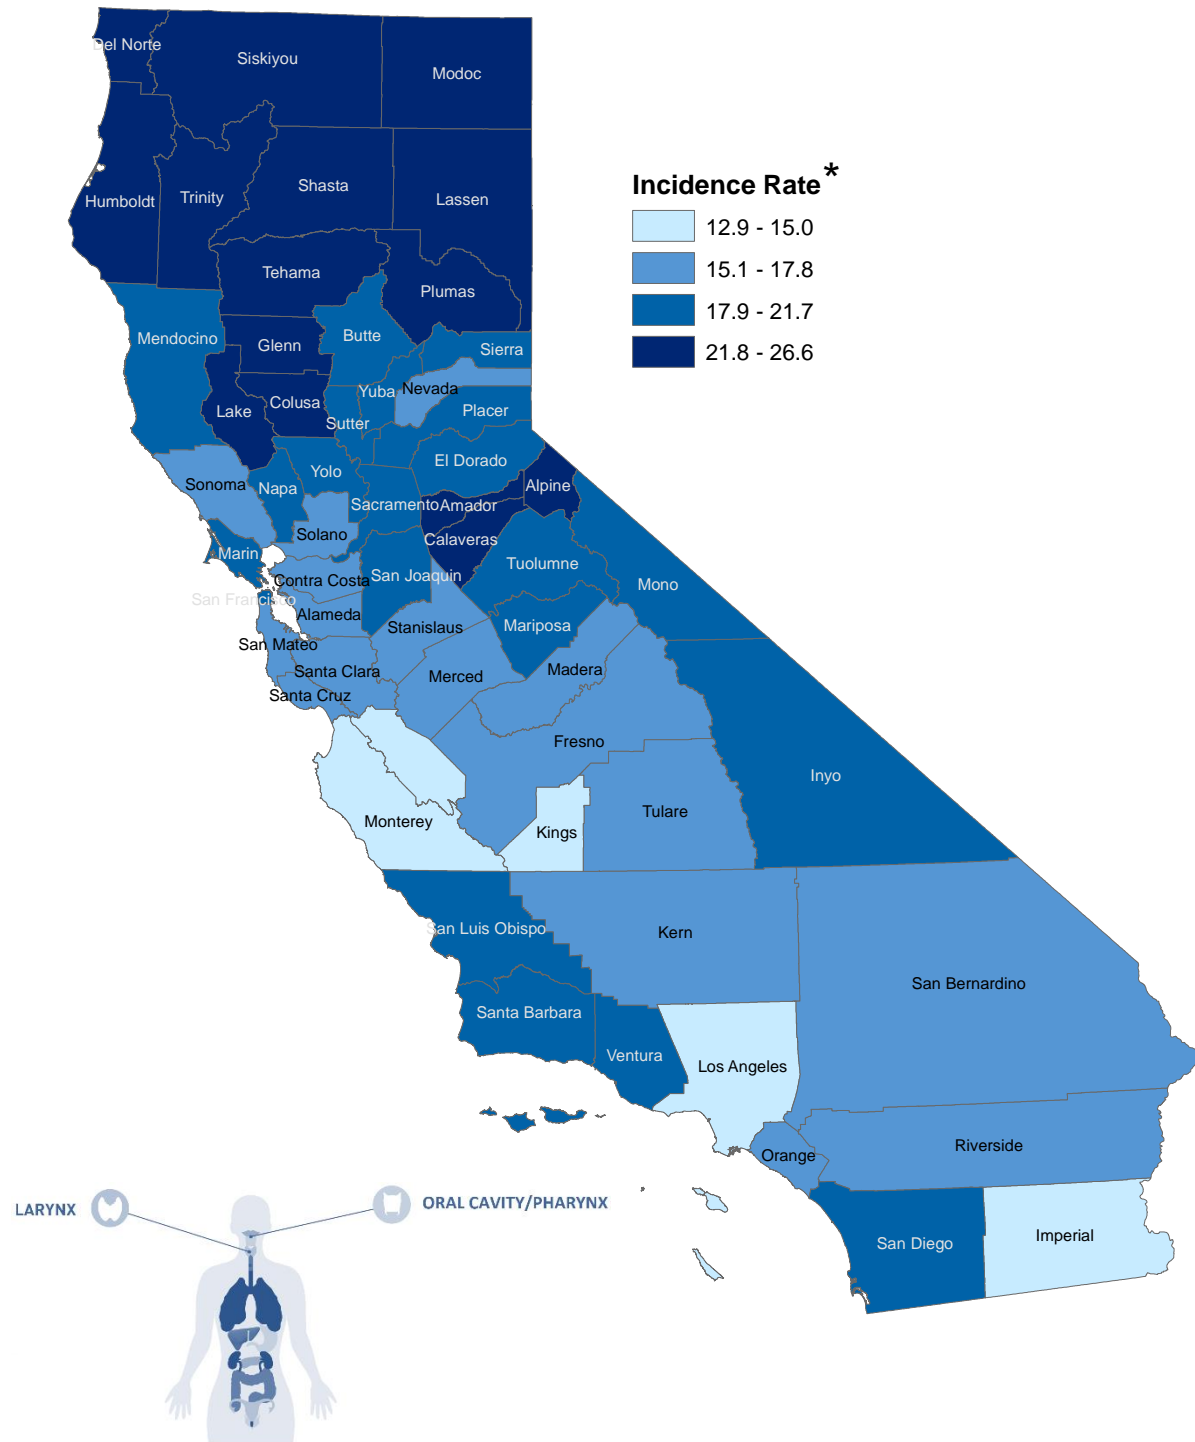 Del Norte
Siskiyou
Modoc
Incidence Rate*
12.9 - 15.0
15.1 - 17.8
17.9 - 21.7
21.8 - 26.6
Humboldt
Trinity
Shasta
Lassen
Tehama
Plumas
Mendocino
Glenn
Butte
Sierra
Lake
Colusa
Yuba
Nevada
Sutter
Placer
Sonoma
Napa
Yolo
El Dorado
Sacramento
Amador
Alpine
Solano
Calaveras
Marin
Contra Costa
San Joaquin
Tuolumne
Mono
San Francisco
Alameda
Stanislaus
Mariposa
San Mateo
Santa Clara
Merced
Madera
Santa Cruz
Fresno
Inyo
Monterey
Kings
Tulare
San Luis Obispo
Kern
San Bernardino
Santa Barbara
Ventura
Los Angeles
Orange
Riverside
San Diego
Imperial
LARYNX
ORAL CAVITY/PHARYNX